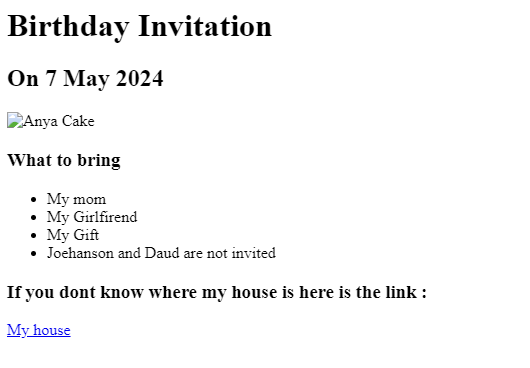 Birthday Invitation
On 7 May 2024
Anya Cake
What to bring
My mom
My Girlfirend
My Gift
Joehanson and Daud are not invited
If you dont know where my house is here is the link :
My house